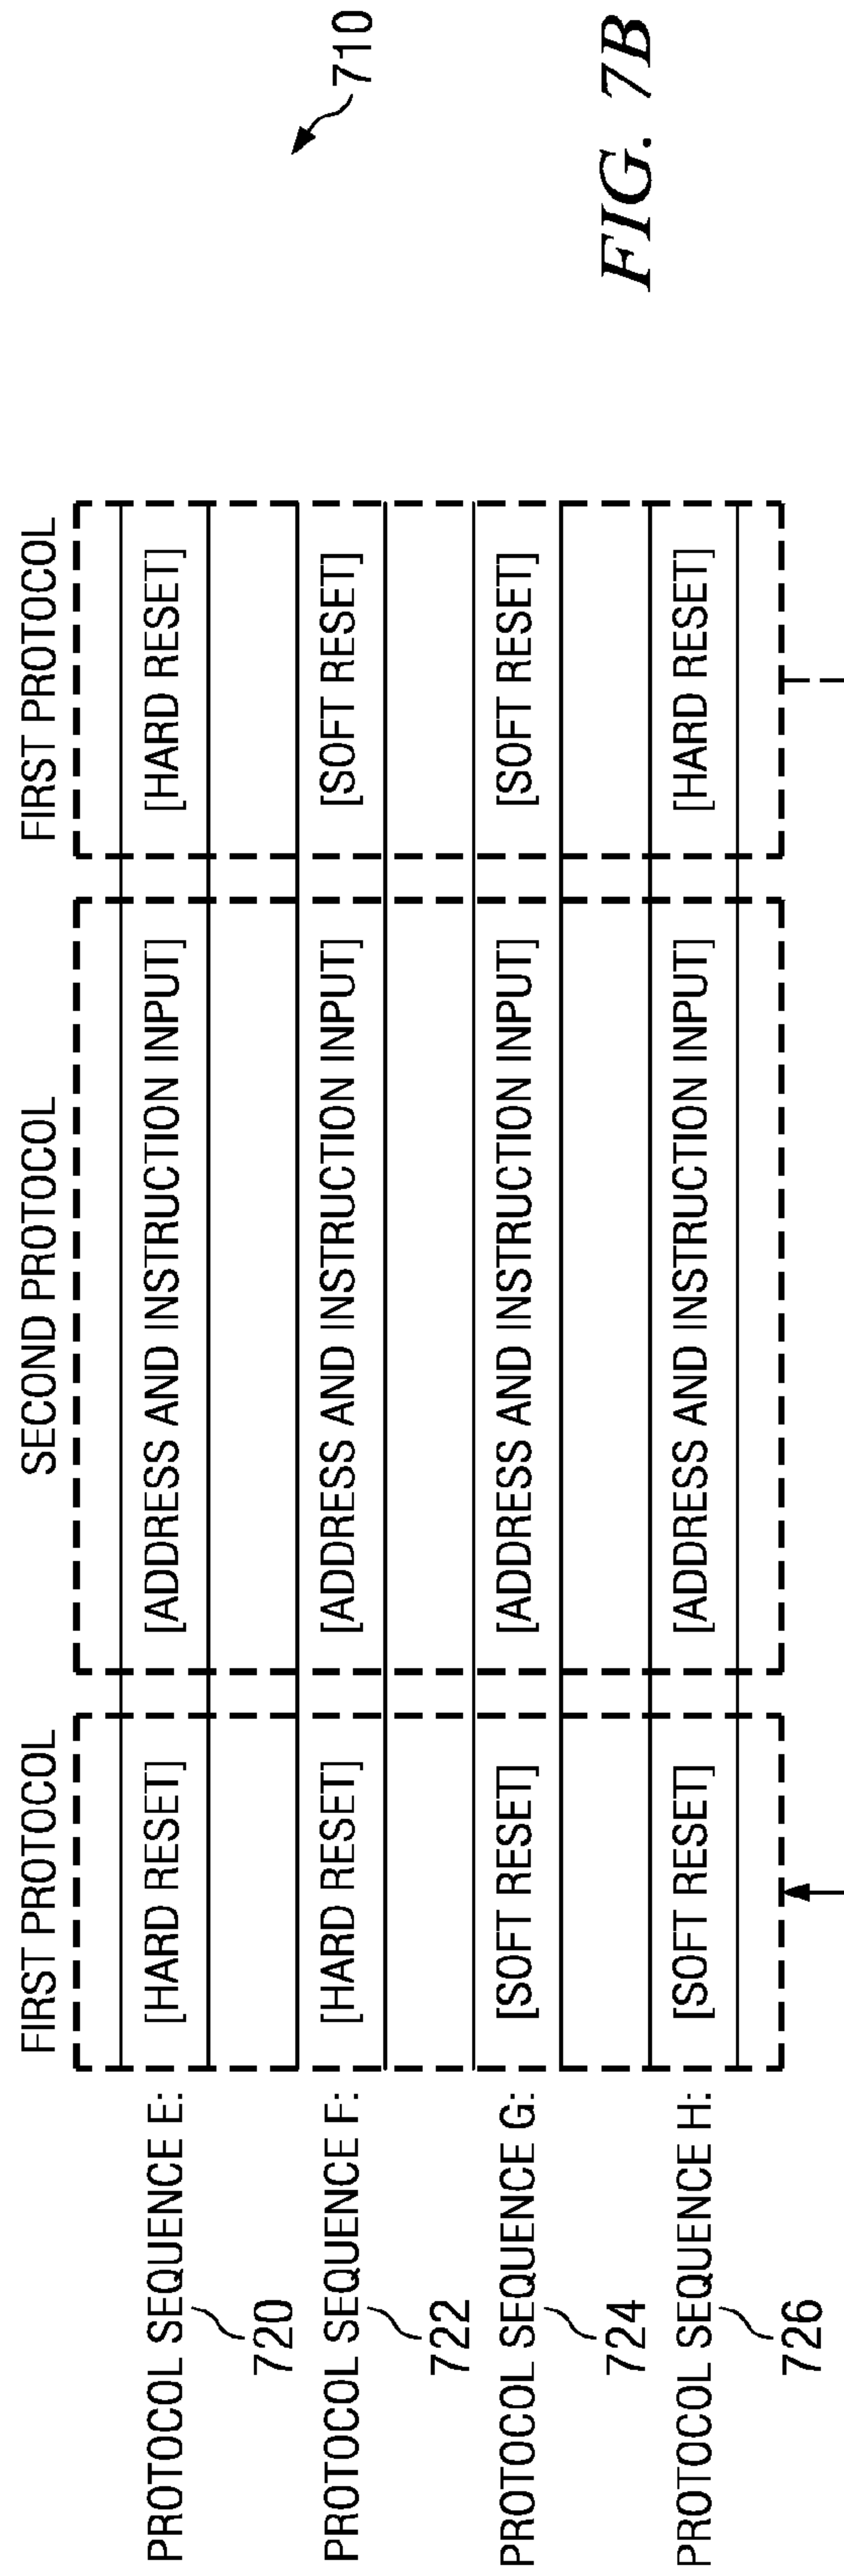 FIRST PROTOCOL SECOND PROTOCOL FIRST PROTOCOL
PROTOCOL SEQUENCE E: [HARD RESET] [ADDRESS AND INSTRUCTION INPUT] [HARD RESET]
720
PROTOCOL SEQUENCE F: [HARD RESET] [ADDRESS AND INSTRUCTION INPUT] [SOFT RESET]
722
PROTOCOL SEQUENCE G: [SOFT RESET] [ADDRESS AND INSTRUCTION INPUT] [SOFT RESET]
724
PROTOCOL SEQUENCE H: [SOFT RESET] [ADDRESS AND INSTRUCTION INPUT] [HARD RESET]
726
710
FIG. 7B